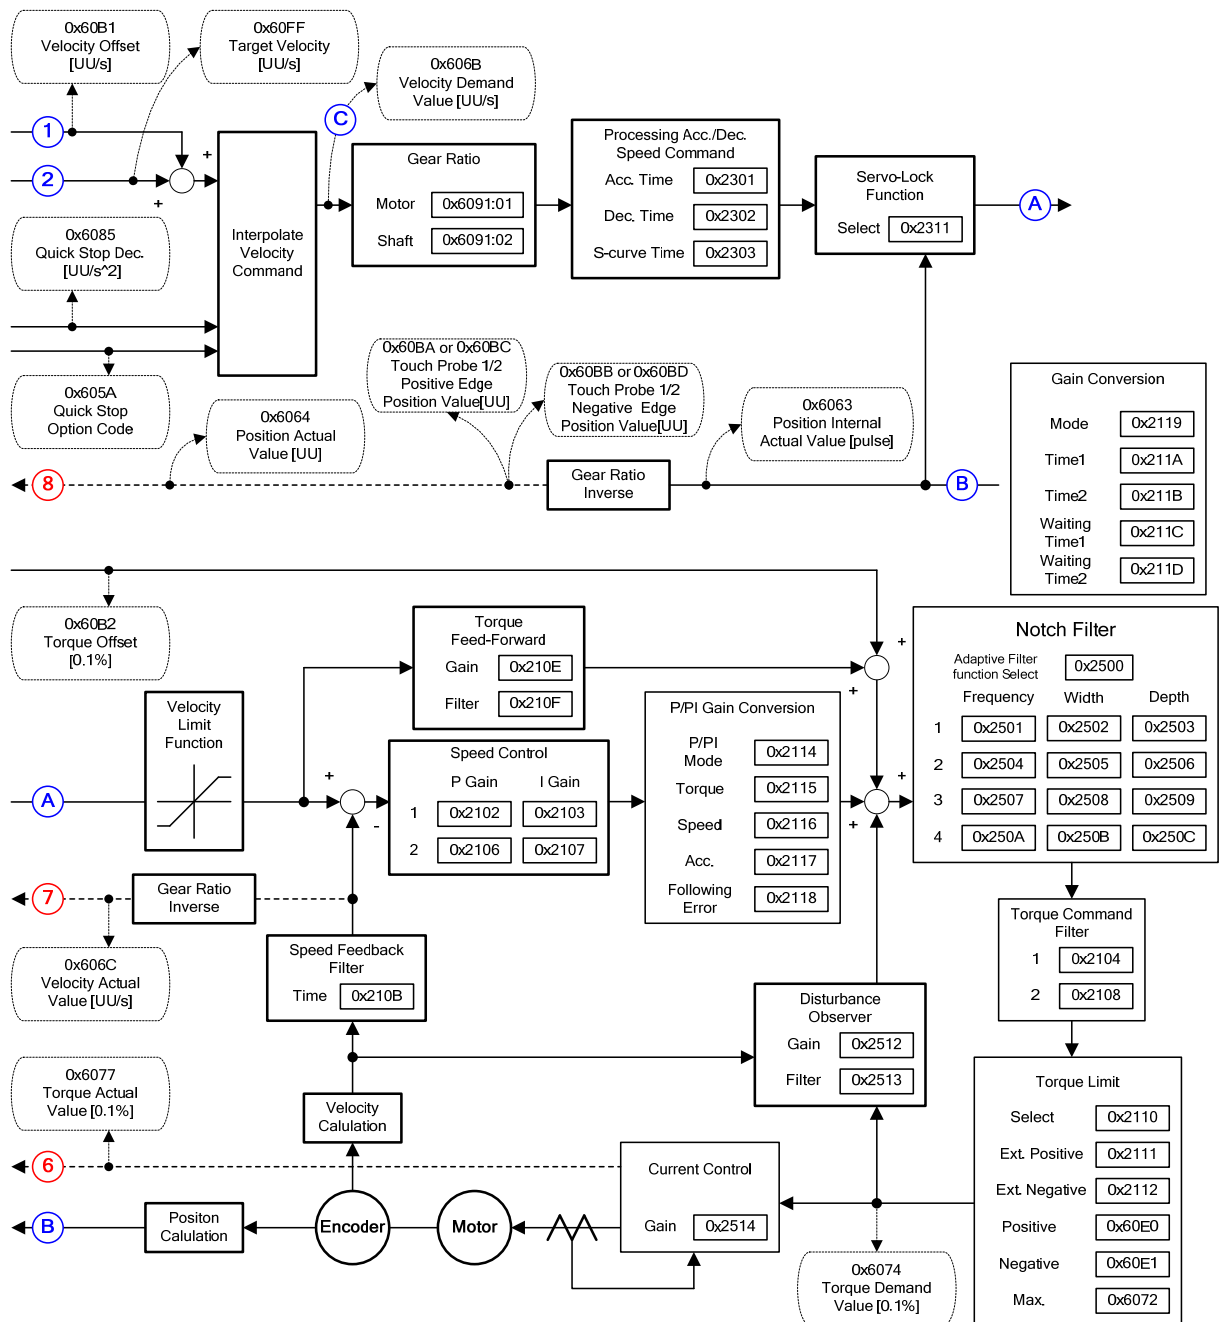 0x60B1
Velocity Offset
[UU/s]
0x60FF
Target Velocity
[UU/s]
0x606B
Velocity Demand
Value [UU/s]
C
1
2
+
+
0x6085
Quick Stop Dec.
[UU/s^2]
Interpolate
Velocity
Command
Gear Ratio
Motor 0x6091:01
Shaft 0x6091:02
Processing Acc./Dec.
Speed Command
Acc. Time 0x2301
Dec. Time 0x2302
S-curve Time 0x2303
Servo-Lock
Function
Select 0x2311
A
0x605A
Quick Stop
Option Code
0x6064
Position Actual
Value [UU]
0x60BA or 0x60BC
Touch Probe 1/2
Positive Edge
Position Value[UU]
0x60BB or 0x60BD
Touch Probe 1/2
Negative Edge
Position Value[UU]
0x6063
Position Internal
Actual Value [pulse]
8
Gear Ratio
Inverse
B
Gain Conversion
Mode 0x2119
Time1 0x211A
Time2 0x211B
Waiting
Time1 0x211C
Waiting
Time2 0x211D
0x60B2
Torque Offset
[0.1%]
Torque
Feed-Forward
Gain 0x210E
Filter 0x210F
+
+
Notch Filter
Adaptive Filter
function Select 0x2500
Frequency Width Depth
1 0x2501 0x2502 0x2503
2 0x2504 0x2505 0x2506
3 0x2507 0x2508 0x2509
4 0x250A 0x250B 0x250C
Velocity
Limit
Function
A
+
-
Speed Control
P Gain I Gain
1 0x2102 0x2103
2 0x2106 0x2107
P/PI Gain Conversion
P/PI
Mode 0x2114
Torque 0x2115
Speed 0x2116
Acc. 0x2117
Following
Error 0x2118
+
+
7
Gear Ratio
Inverse
0x606C
Velocity Actual
Value [UU/s]
Speed Feedback
Filter
Time 0x210B
Torque Command
Filter
1 0x2104
2 0x2108
Disturbance
Observer
Gain 0x2512
Filter 0x2513
0x6077
Torque Actual
Value [0.1%]
Velocity
Calulation
6
Current Control
Gain 0x2514
Torque Limit
Select 0x2110
Ext. Positive 0x2111
Ext. Negative 0x2112
Positive 0x60E0
Negative 0x60E1
Max. 0x6072
B
Positon
Calulation
Encoder
Motor
0x6074
Torque Demand
Value [0.1%]